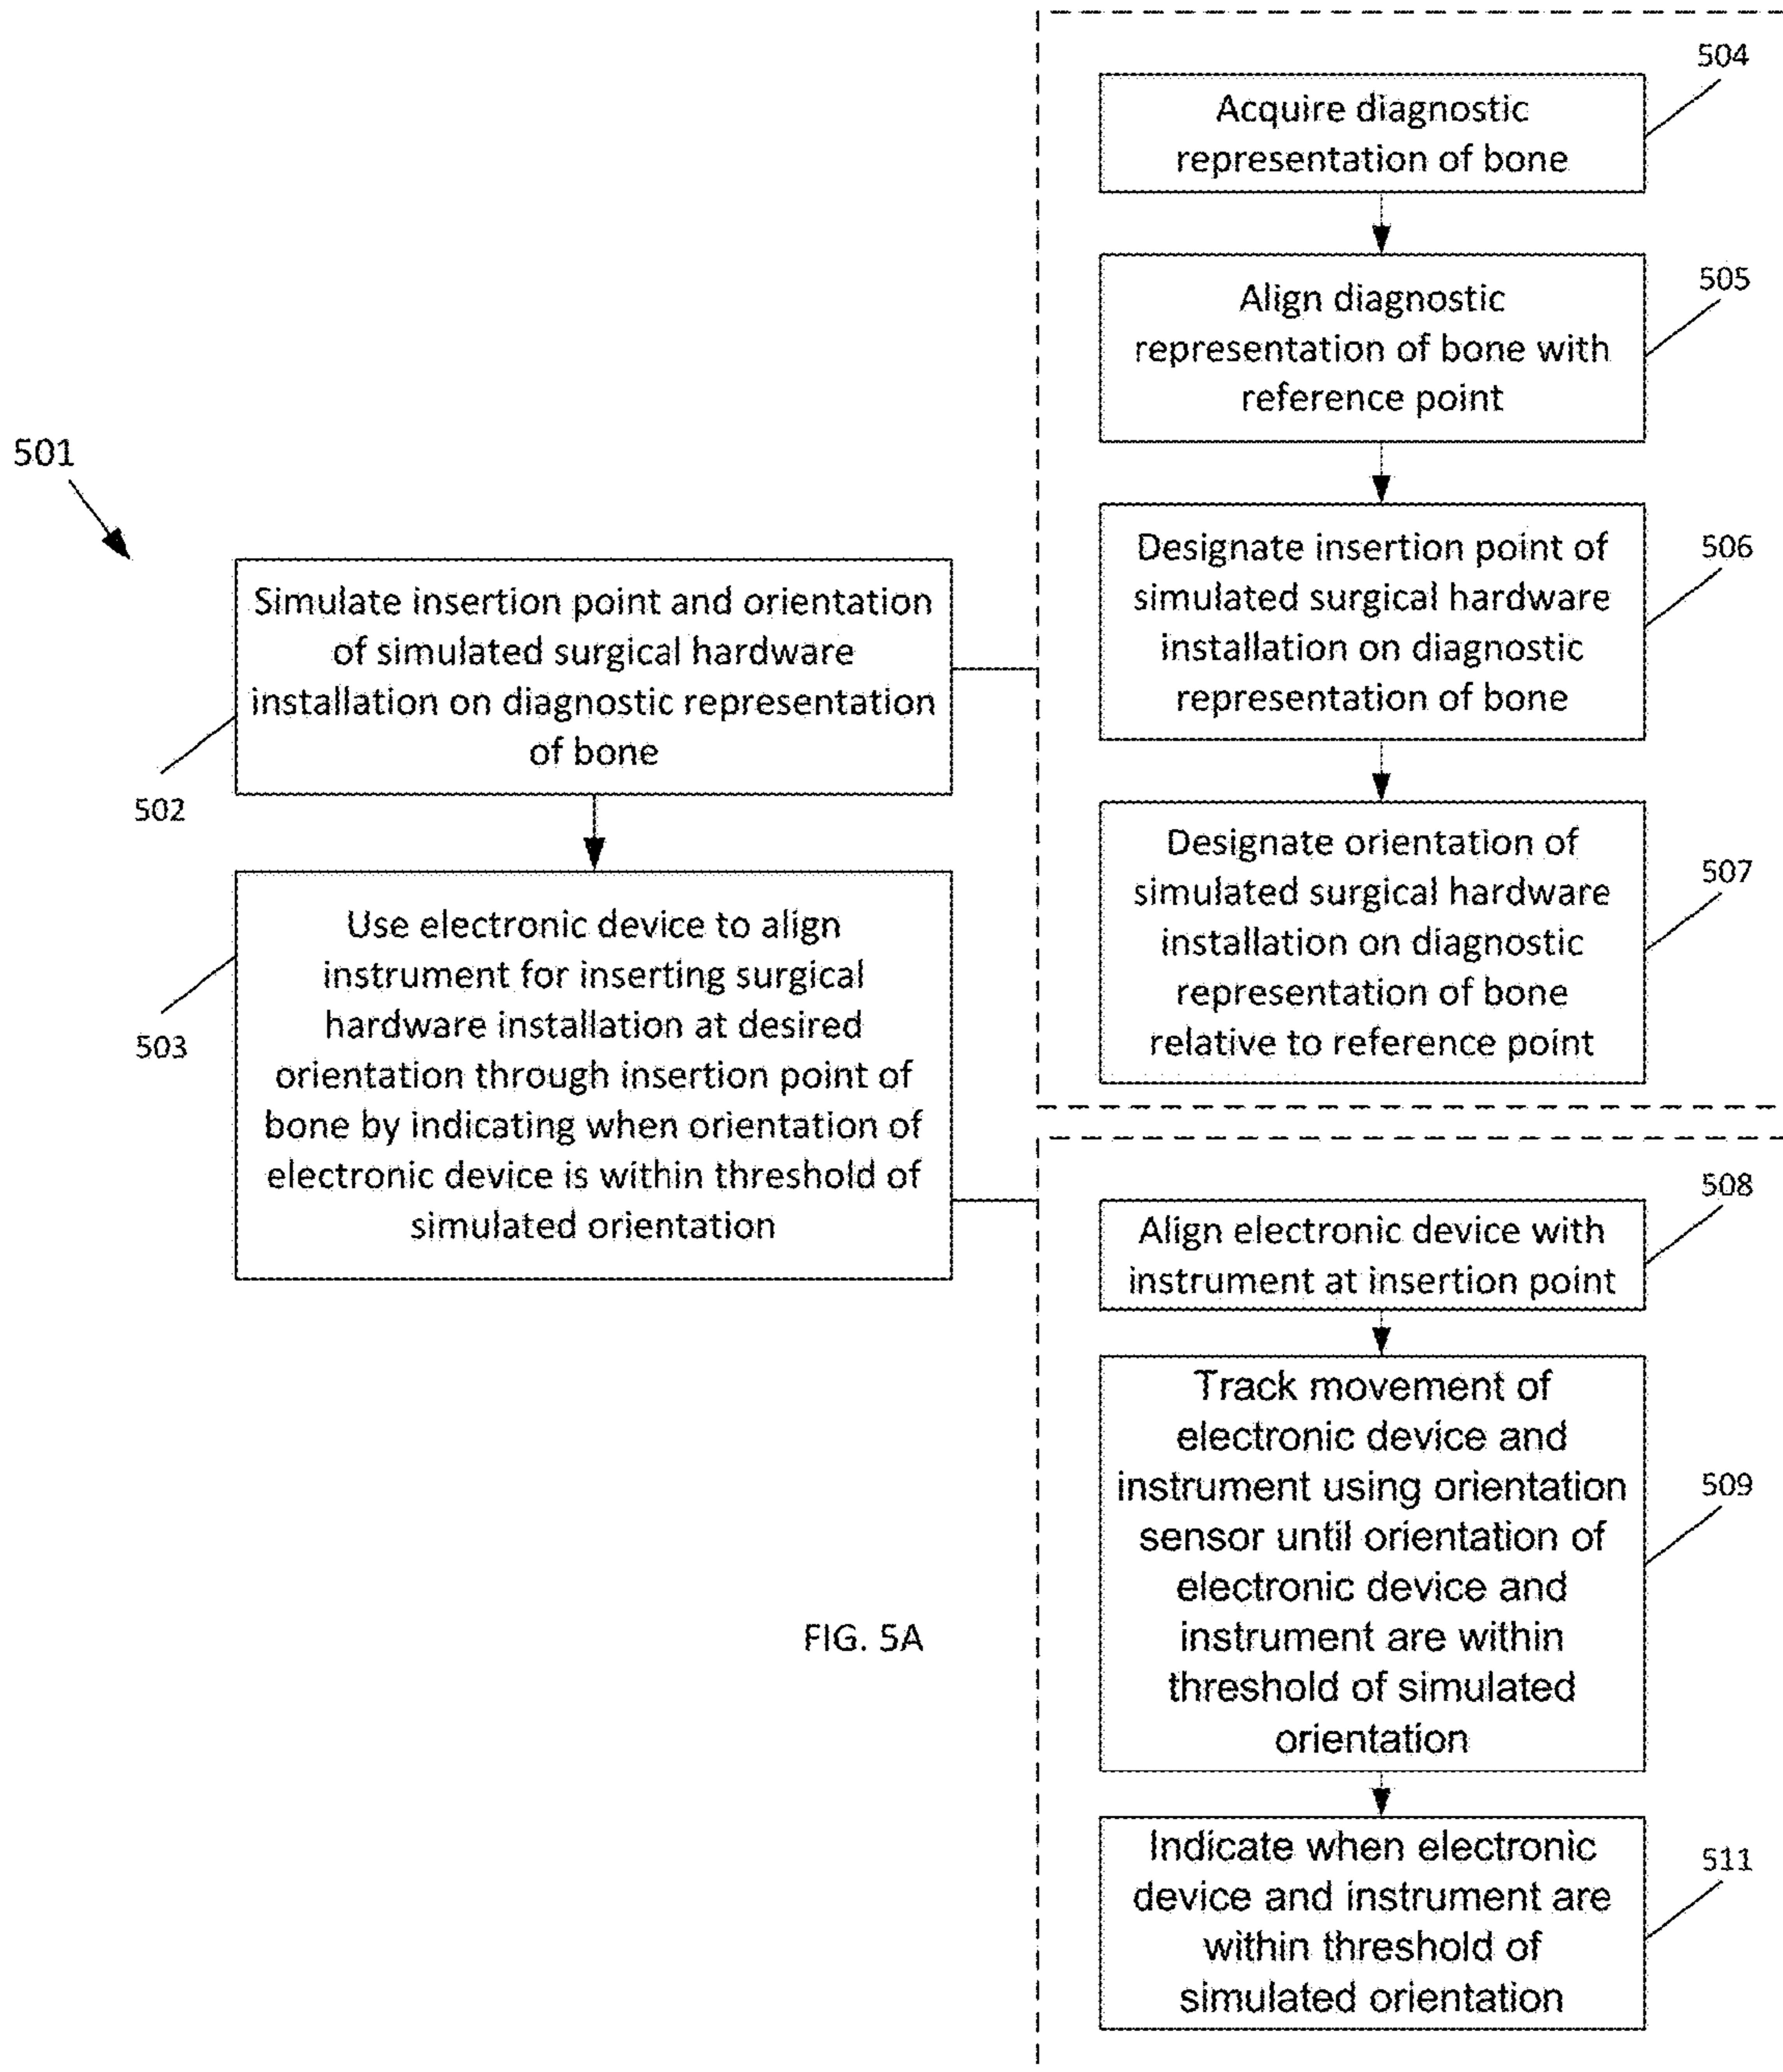 501
Simulate insertion point and orientation
of simulated surgical hardware
installation on diagnostic representation
of bone
502
Use electronic device to align
instrument for inserting surgical
hardware installation at desired
orientation through insertion point of
bone by indicating when orientation of
electronic device is within threshold of
simulated orientation
503
504
Acquire diagnostic
representation of bone
505
Align diagnostic
representation of bone with
reference point
506
Designate insertion point of
simulated surgical hardware
installation on diagnostic
representation of bone
507
Designate orientation of
simulated surgical hardware
installation on diagnostic
representation of bone
relative to reference point
508
Align electronic device with
instrument at insertion point
509
Track movement of
electronic device and
instrument using orientation
sensor until orientation of
electronic device and
instrument are within
threshold of simulated
orientation
511
Indicate when electronic
device and instrument are
within threshold of
simulated orientation
FIG. 5A